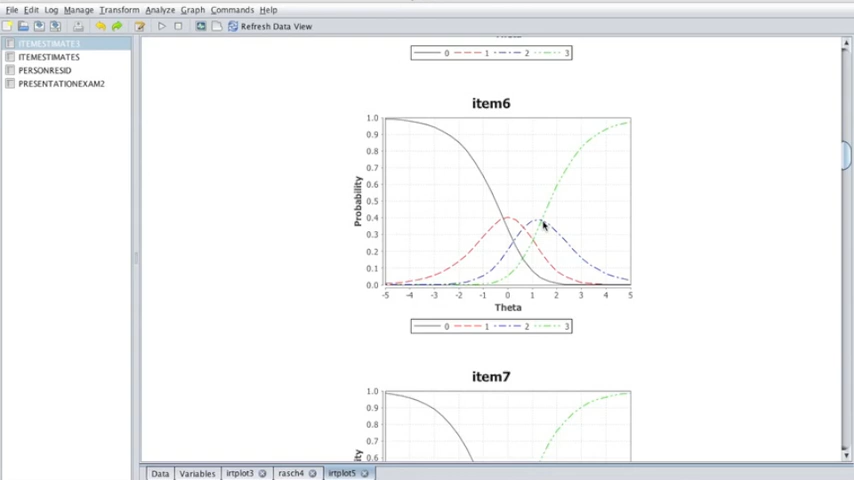 File Edit Log Manage Transform Analyze Graph Commands Help
Refresh Data View
ITEMESTIMATES
PERSONRESID
PRESENTATIONEXAM2
0 1 2 3
item6
1.0
0.9
0.8
0.7
0.6
0.5
0.4
0.3
0.2
0.1
0.0
Probability
-5 -4 -3 -2 -1 0 1 2 3 4 5
Theta
0 1 2 3
item7
1.0
0.9
0.8
0.7
0.6
Data Variables irtplot3 rasch4 irtplot5